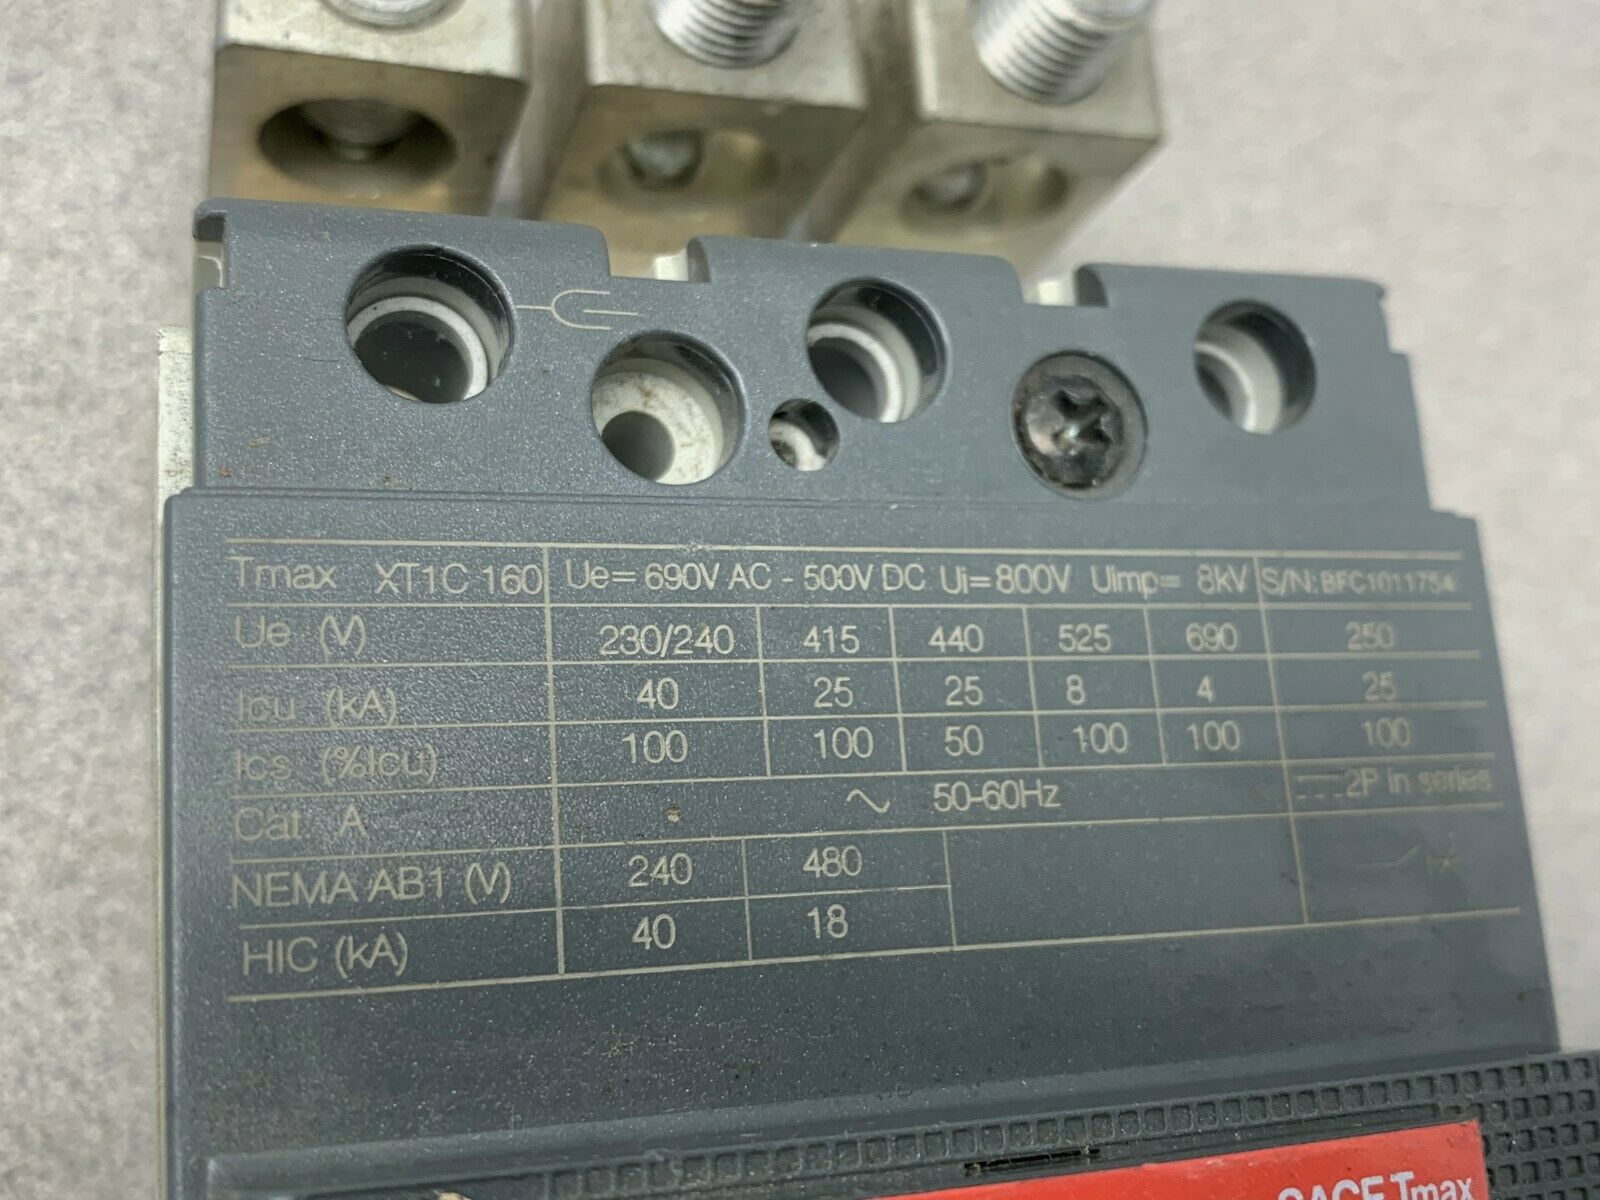 Tmax XT1C 160 Ue= 690V AC - 500V DC Ui=800V Uimp= 8kV S/N: BFC1011754
Ue (V) 230/240 415 440 525 690 250
Icu (kA) 40 25 25 8 4 25
Ics (%Icu) 100 100 50 100 100 100
Cat. A ~ 50-60Hz 2P in series
NEMA AB1 (V) 240 480
HIC (kA) 40 18
SACE Tmax